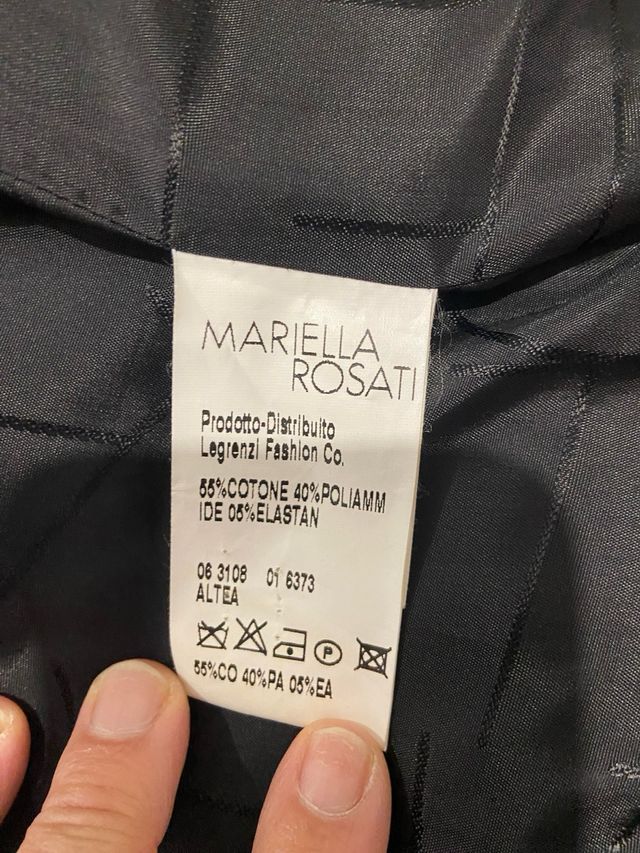 MARIELLA
ROSATI
Prodotto-Distribuito
Legrenzi Fashion Co.
55%COTONE 40%POLIAMM
IDE 05%ELASTAN
06 3108 01 6373
ALTEA
P
55%CO 40%PA 05%EA